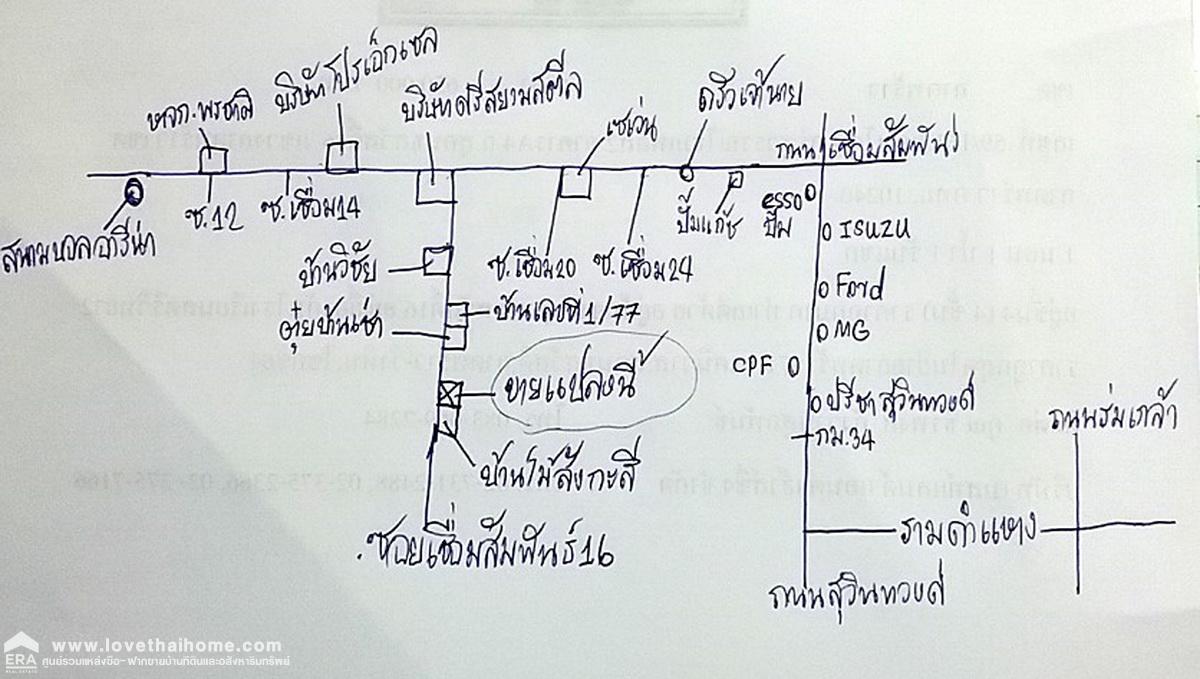 หจก.พรชาติ
บริษัทโปรเอ็กเซล
บริษัทศรีสยามสตีล
เซเว่น
ครัวเจ้านาย
ถนนเชื่อมสัมพันธ์
สนามบอลอารีน่า
ซ.12
ซ.เชื่อม14
ซ.เชื่อม20
ซ.เชื่อม24
ปั๊มแก๊ซ
esso
ปั๊ม
ISUZU
บ้านวิชัย
Ford
บ้านเลขที่1/77
อุ๋ยบ้านเช่า
MG
CPF
ขายแปลงนี้
ปรีชา สุวินทวงศ์
กม.34
ถนนร่มเกล้า
บ้านไม้สังกะสี
ซอยเชื่อมสัมพันธ์16
รามคำแหง
ถนนสุวินทวงศ์
www.lovethaihome.com
ERA
REAL ESTATE
ศูนย์รวมแหล่งซื้อ-ฝากขายบ้านที่ดินและอสังหาริมทรัพย์